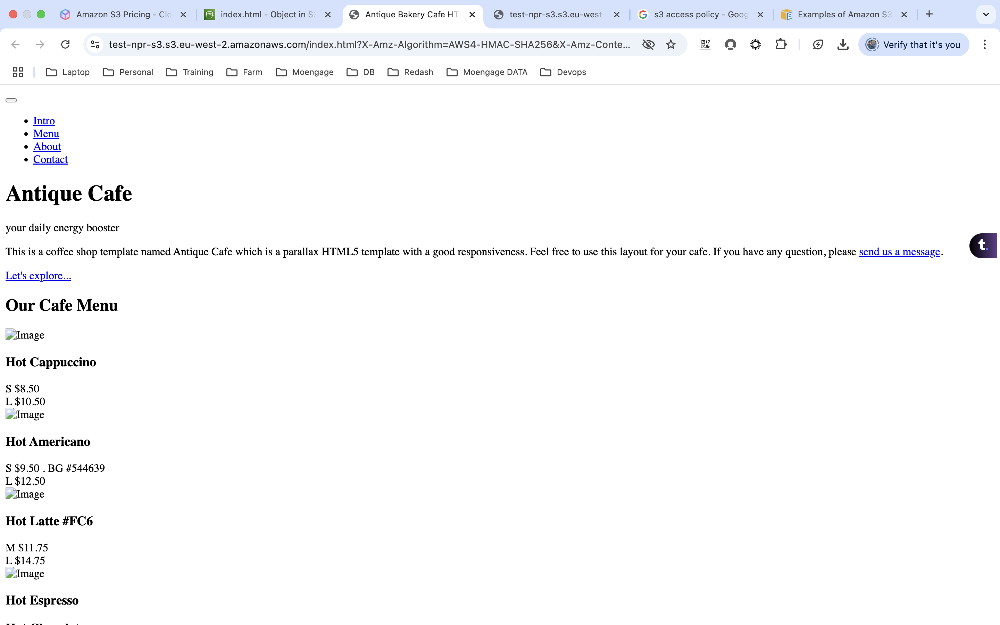 Amazon S3 Pricing - Clo
index.html - Object in S3
Antique Bakery Cafe HT
test-npr-s3.s3.eu-west-
s3 access policy - Goog
Examples of Amazon S3
test-npr-s3.s3.eu-west-2.amazonaws.com/index.html?X-Amz-Algorithm=AWS4-HMAC-SHA256&X-Amz-Conte...
Verify that it's you
Laptop
Personal
Training
Farm
Moengage
DB
Redash
Moengage DATA
Devops
Intro
Menu
About
Contact
Antique Cafe
your daily energy booster
This is a coffee shop template named Antique Cafe which is a parallax HTML5 template with a good responsiveness. Feel free to use this layout for your cafe. If you have any question, please send us a message.
t.
Let's explore...
Our Cafe Menu
Image
Hot Cappuccino
S $8.50
L $10.50
Image
Hot Americano
S $9.50 . BG #544639
L $12.50
Image
Hot Latte #FC6
M $11.75
L $14.75
Image
Hot Espresso